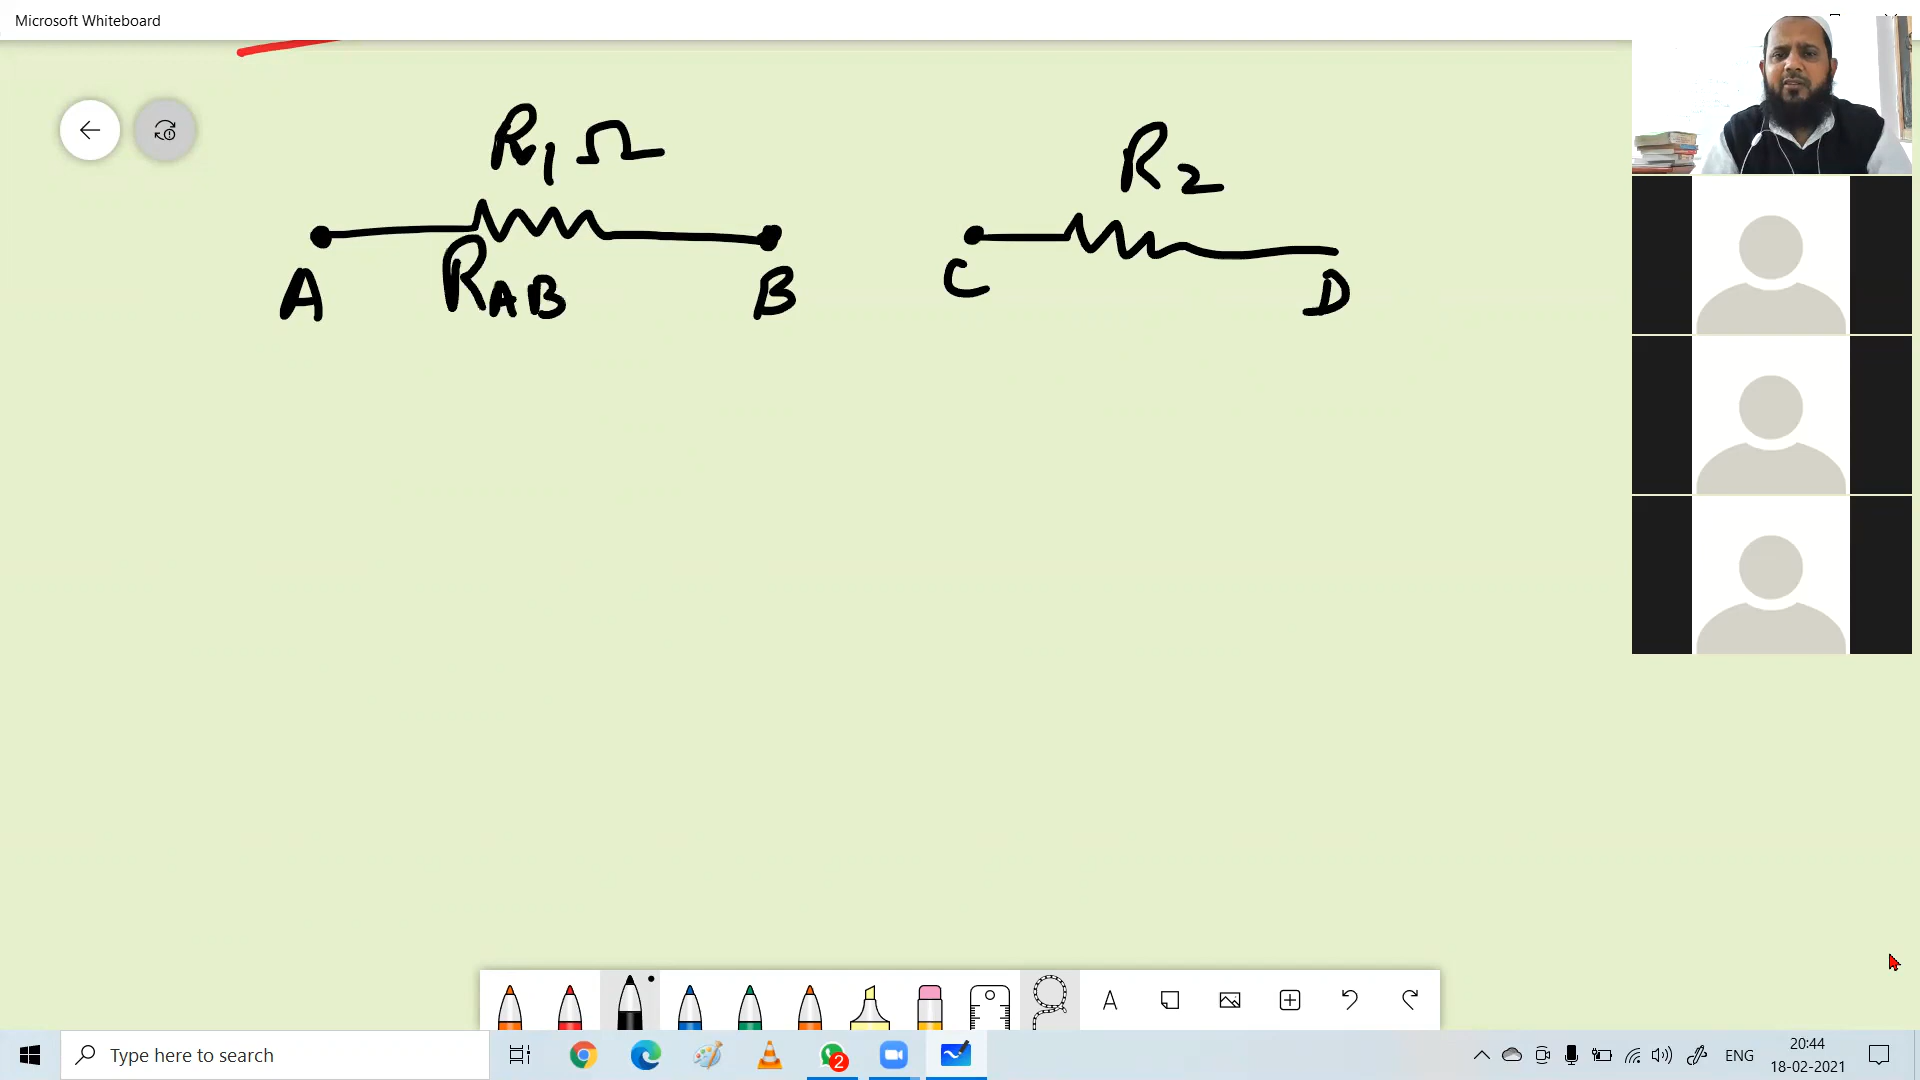 Microsoft Whiteboard
R1 Ω
R2
A
RAB
B
C
D
A
Type here to search
2
ENG
20:44
18-02-2021